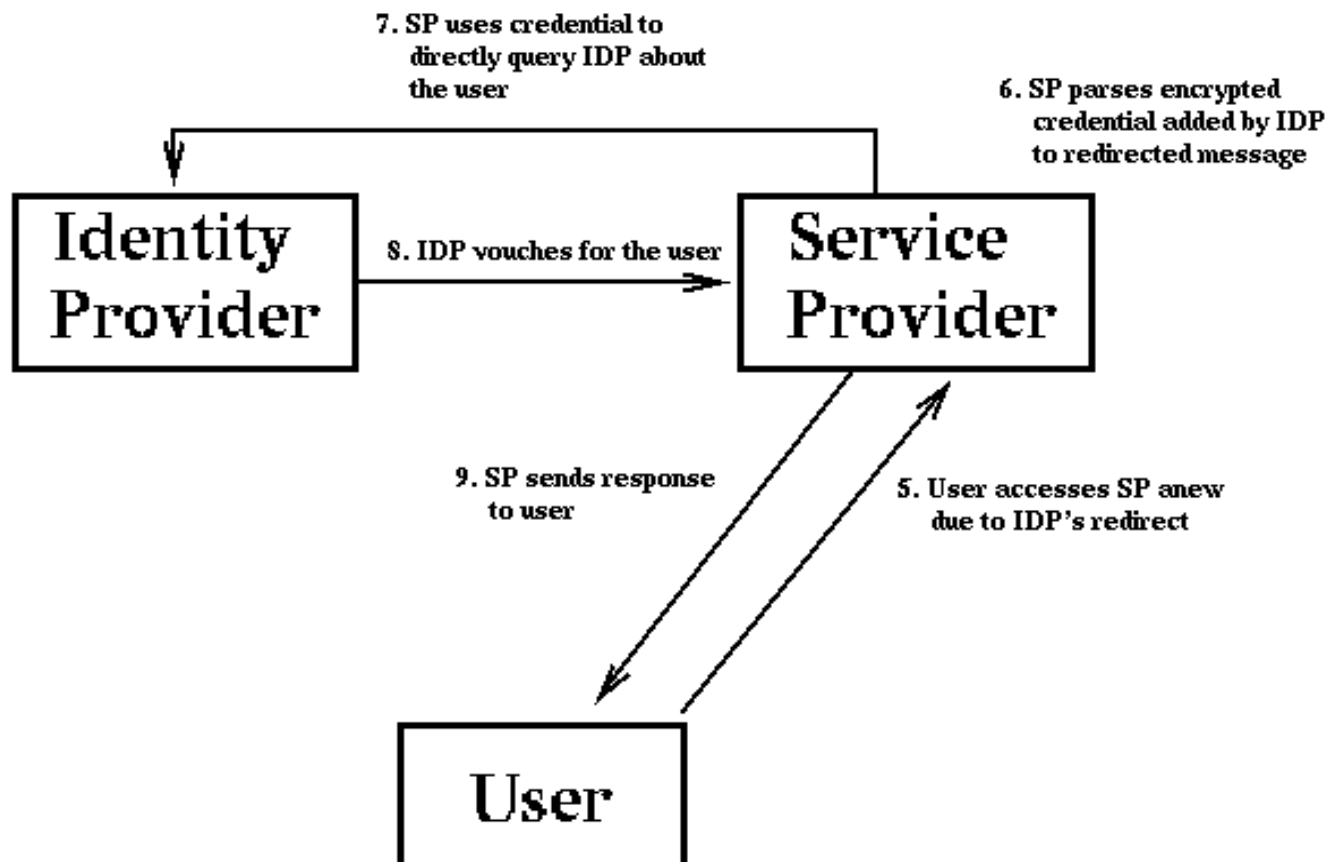 7. SP uses credential to
directly query IDP about
the user
6. SP parses encrypted
credential added by IDP
to redirected message
Identity
Provider
8. IDP vouches for the user
Service
Provider
9. SP sends response
to user
5. User accesses SP anew
due to IDP's redirect
User